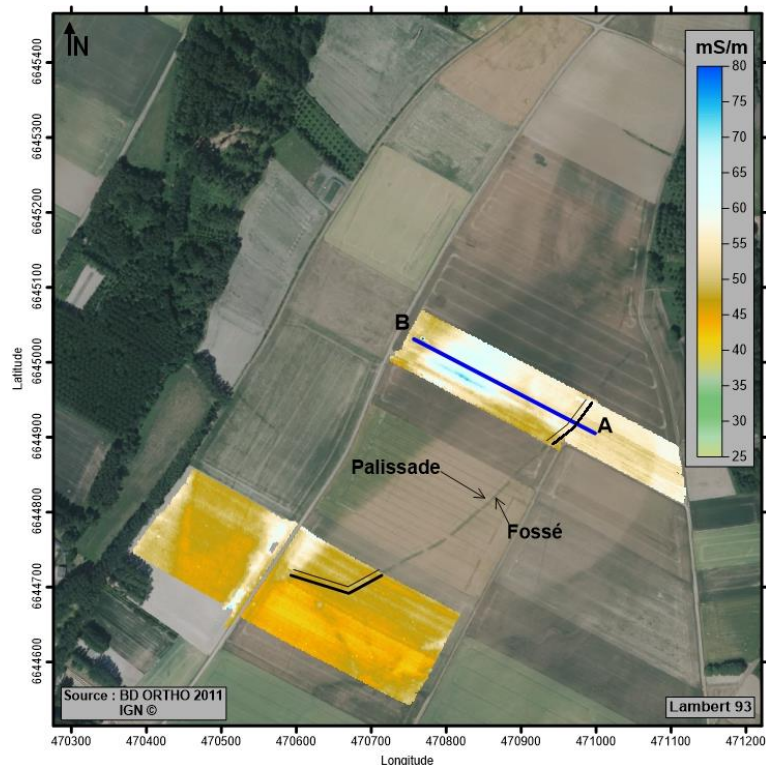 N
mS/m
80
75
70
65
60
55
50
45
40
35
30
25
6645400
6645300
6645200
6645100
6645000
6644900
6644800
6644700
6644600
Latitude
B
A
Palissade
Fossé
Source : BD ORTHO 2011
IGN ©
Lambert 93
470300 470400 470500 470600 470700 470800 470900 471000 471100 471200
Longitude